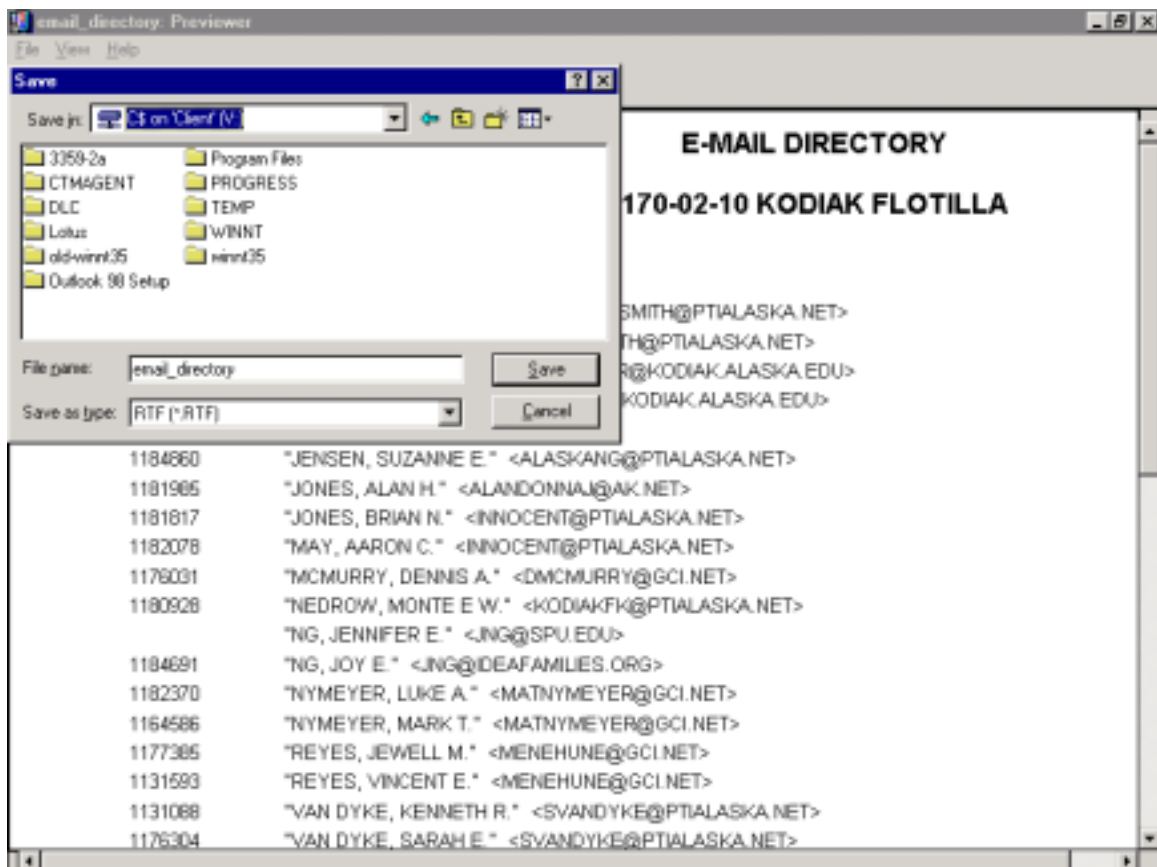 email_directory: Previewer
File View Help
Save
Save in: C$ on 'Client' (V:)
3359-2a
CTMAGENT
DLC
Lotus
old-winnt35
Outlook 98 Setup
Program Files
PROGRESS
TEMP
WINNT
winnt35
File name: email_directory
Save
Save as type: RTF (*.RTF)
Cancel
E-MAIL DIRECTORY
170-02-10 KODIAK FLOTILLA
SMITH@PTIALASKA.NET>
TH@PTIALASKA.NET>
R@KODIAK.ALASKA.EDU>
KODIAK.ALASKA.EDU>
1184860 "JENSEN, SUZANNE E." <ALASKANG@PTIALASKA.NET>
1181985 "JONES, ALAN H." <ALANDONNAJ@AK.NET>
1181817 "JONES, BRIAN N." <INNOCENT@PTIALASKA.NET>
1182078 "MAY, AARON C." <INNOCENT@PTIALASKA.NET>
1176031 "MCMURRY, DENNIS A." <DMCMURRY@GCI.NET>
1180928 "NEDROW, MONTE E W." <KODIAKFK@PTIALASKA.NET>
"NG, JENNIFER E." <JNG@SPU.EDU>
1184691 "NG, JOY E." <JNG@IDEAFAMILIES.ORG>
1182370 "NYMEYER, LUKE A." <MATNYMEYER@GCI.NET>
1164586 "NYMEYER, MARK T." <MATNYMEYER@GCI.NET>
1177385 "REYES, JEWELL M." <MENEHUNE@GCI.NET>
1131593 "REYES, VINCENT E." <MENEHUNE@GCI.NET>
1131088 "VAN DYKE, KENNETH R." <SVANDYKE@PTIALASKA.NET>
1176304 "VAN DYKE, SARAH E." <SVANDYKE@PTIALASKA.NET>